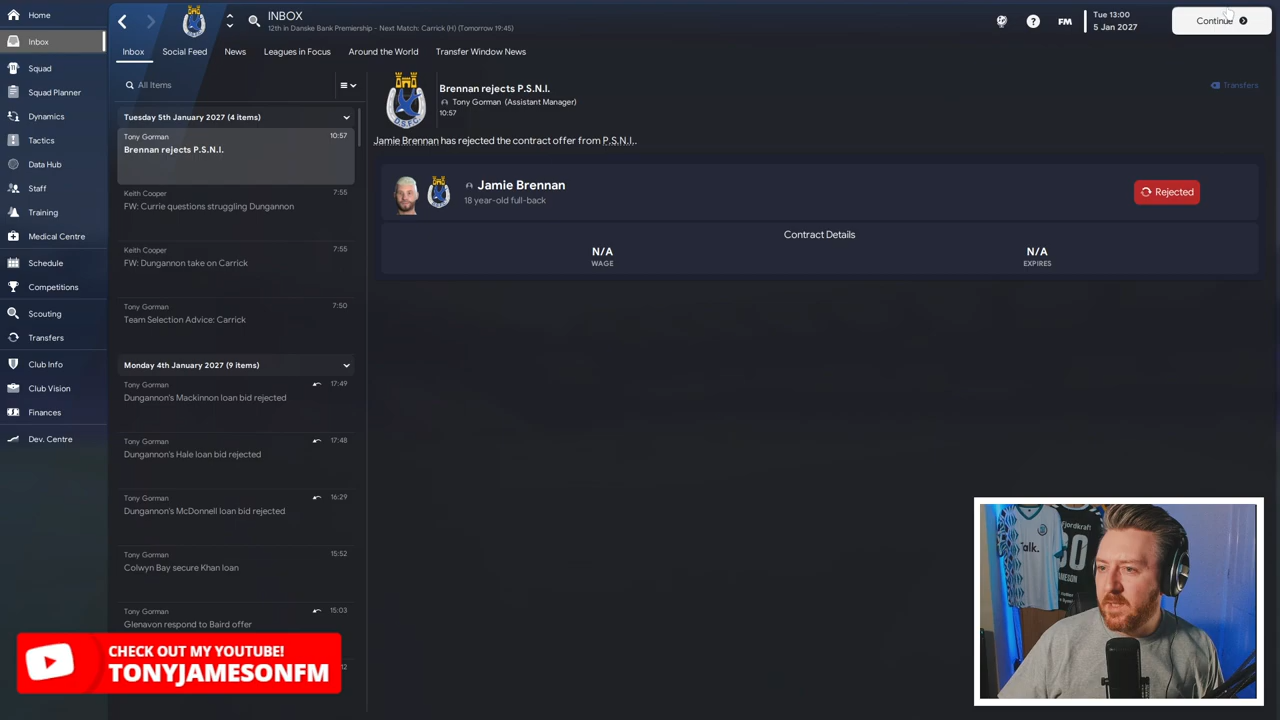 Home
INBOX
12th in Danske Bank Premiership - Next Match: Carrick (H) (Tomorrow 19:45)
FM
Tue 13:00
5 Jan 2027
Continue
Inbox
Squad
Squad Planner
Dynamics
Tactics
Data Hub
Staff
Training
Medical Centre
Schedule
Competitions
Scouting
Transfers
Club Info
Club Vision
Finances
Dev. Centre
Inbox
Social Feed
News
Leagues in Focus
Around the World
Transfer Window News
All Items
Tuesday 5th January 2027 (4 items)
Tony Gorman 10:57
Brennan rejects P.S.N.I.
Keith Cooper 7:55
FW: Currie questions struggling Dungannon
Keith Cooper 7:55
FW: Dungannon take on Carrick
Tony Gorman 7:50
Team Selection Advice: Carrick
Monday 4th January 2027 (9 items)
Tony Gorman 17:49
Dungannon's Mackinnon loan bid rejected
Tony Gorman 17:48
Dungannon's Hale loan bid rejected
Tony Gorman 16:29
Dungannon's McDonnell loan bid rejected
Tony Gorman 15:52
Colwyn Bay secure Khan loan
Tony Gorman 15:03
Glenavon respond to Baird offer
Brennan rejects P.S.N.I.
Tony Gorman (Assistant Manager)
10:57
Transfers
Jamie Brennan has rejected the contract offer from P.S.N.I..
Jamie Brennan
18 year-old full-back
Rejected
Contract Details
N/A
WAGE
N/A
EXPIRES
CHECK OUT MY YOUTUBE!
TONYJAMESONFM
Talk.
fjordkraft
JAMESON